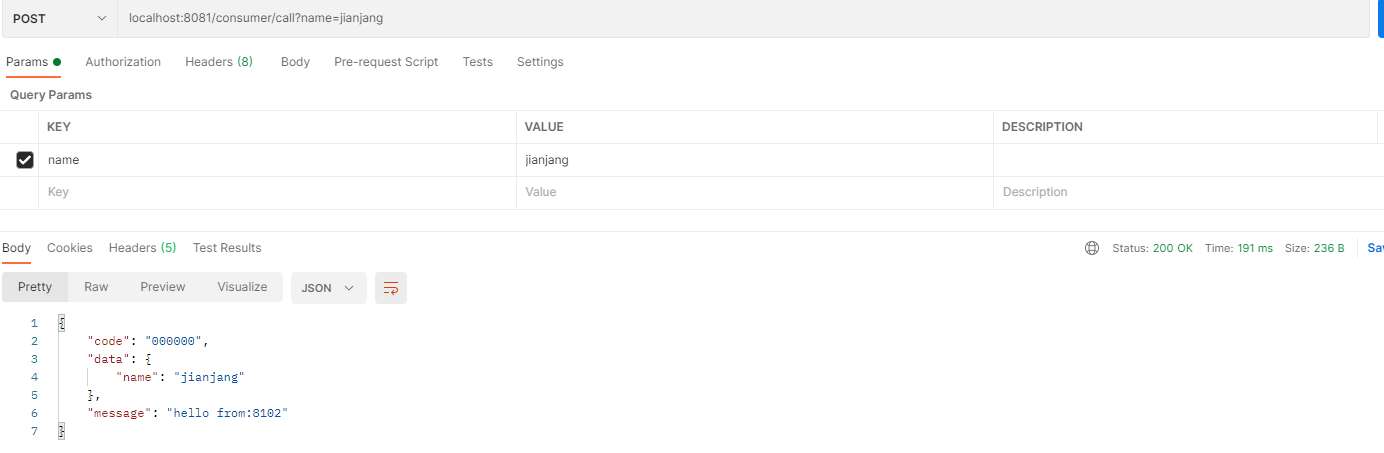 POST localhost:8081/consumer/call?name=jianjang
Params Authorization Headers (8) Body Pre-request Script Tests Settings
Query Params
KEY VALUE DESCRIPTION
name jianjang
Key Value Description
Body Cookies Headers (5) Test Results Status: 200 OK Time: 191 ms Size: 236 B
Pretty Raw Preview Visualize JSON
1 {
2 "code": "000000",
3 "data": {
4 "name": "jianjang"
5 },
6 "message": "hello from:8102"
7 }